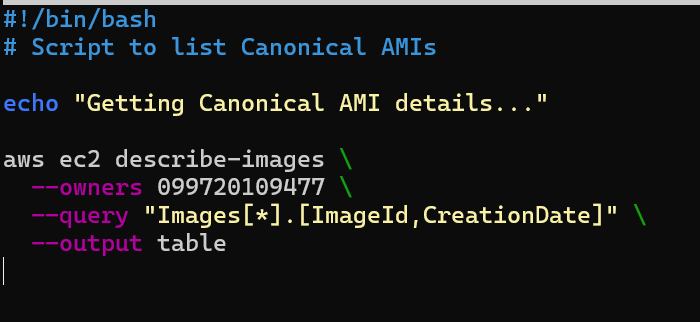 #!/bin/bash
# Script to list Canonical AMIs
echo "Getting Canonical AMI details..."
aws ec2 describe-images \
--owners 099720109477 \
--query "Images[*].[ImageId,CreationDate]" \
--output table